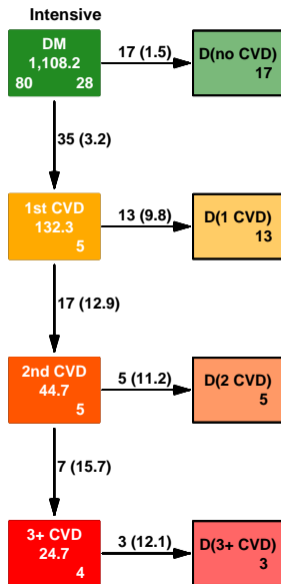 Intensive
DM 17 (1.5) D(no CVD)
1,108.2 17
80 28
35 (3.2)
1st CVD 13 (9.8) D(1 CVD)
132.3 13
5
17 (12.9)
2nd CVD 5 (11.2) D(2 CVD)
44.7 5
5
7 (15.7)
3+ CVD 3 (12.1) D(3+ CVD)
24.7 3
4